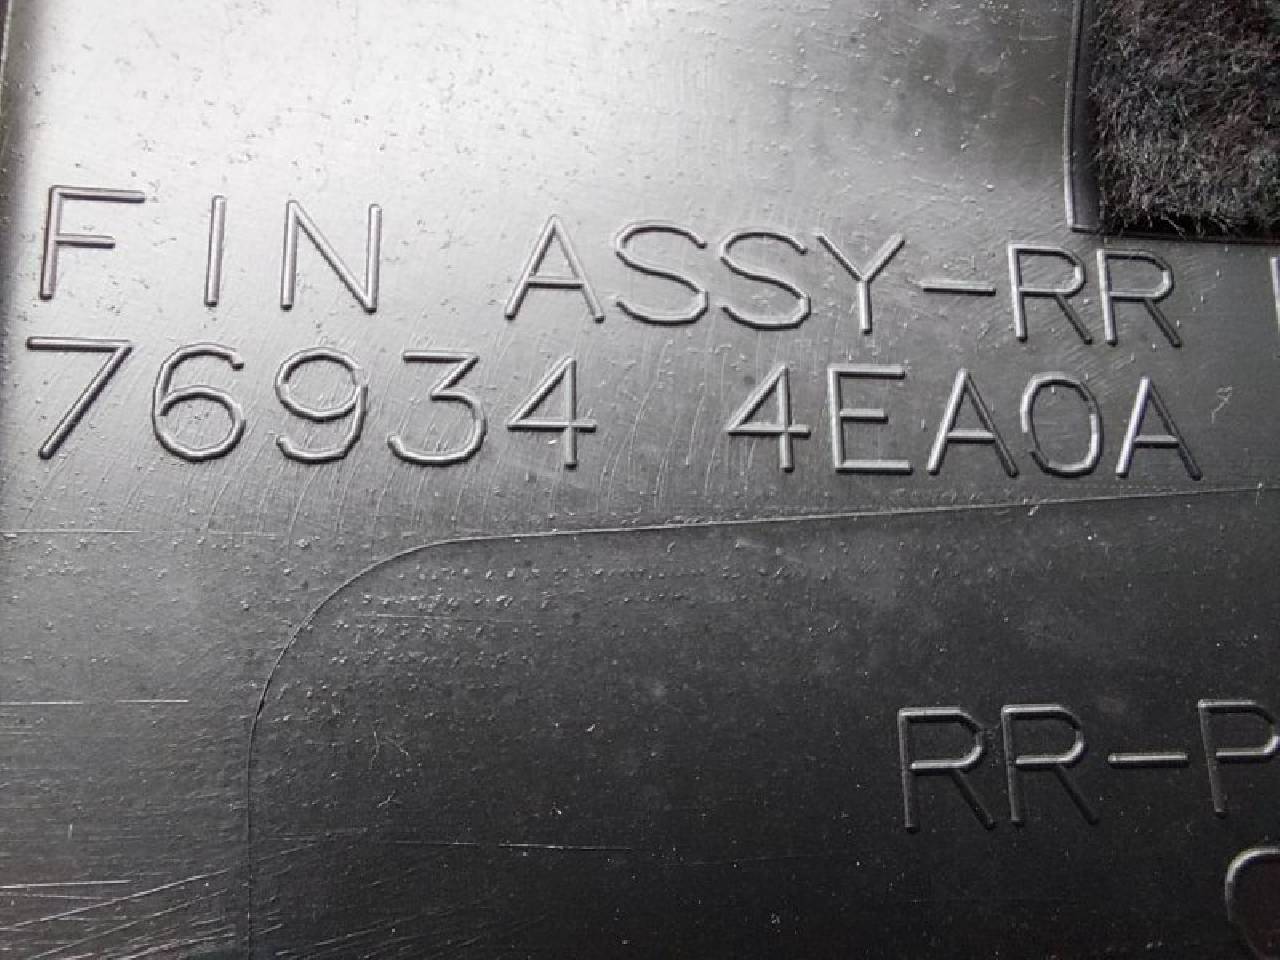 FIN ASSY-RR
76934 4EA0A
RR-P